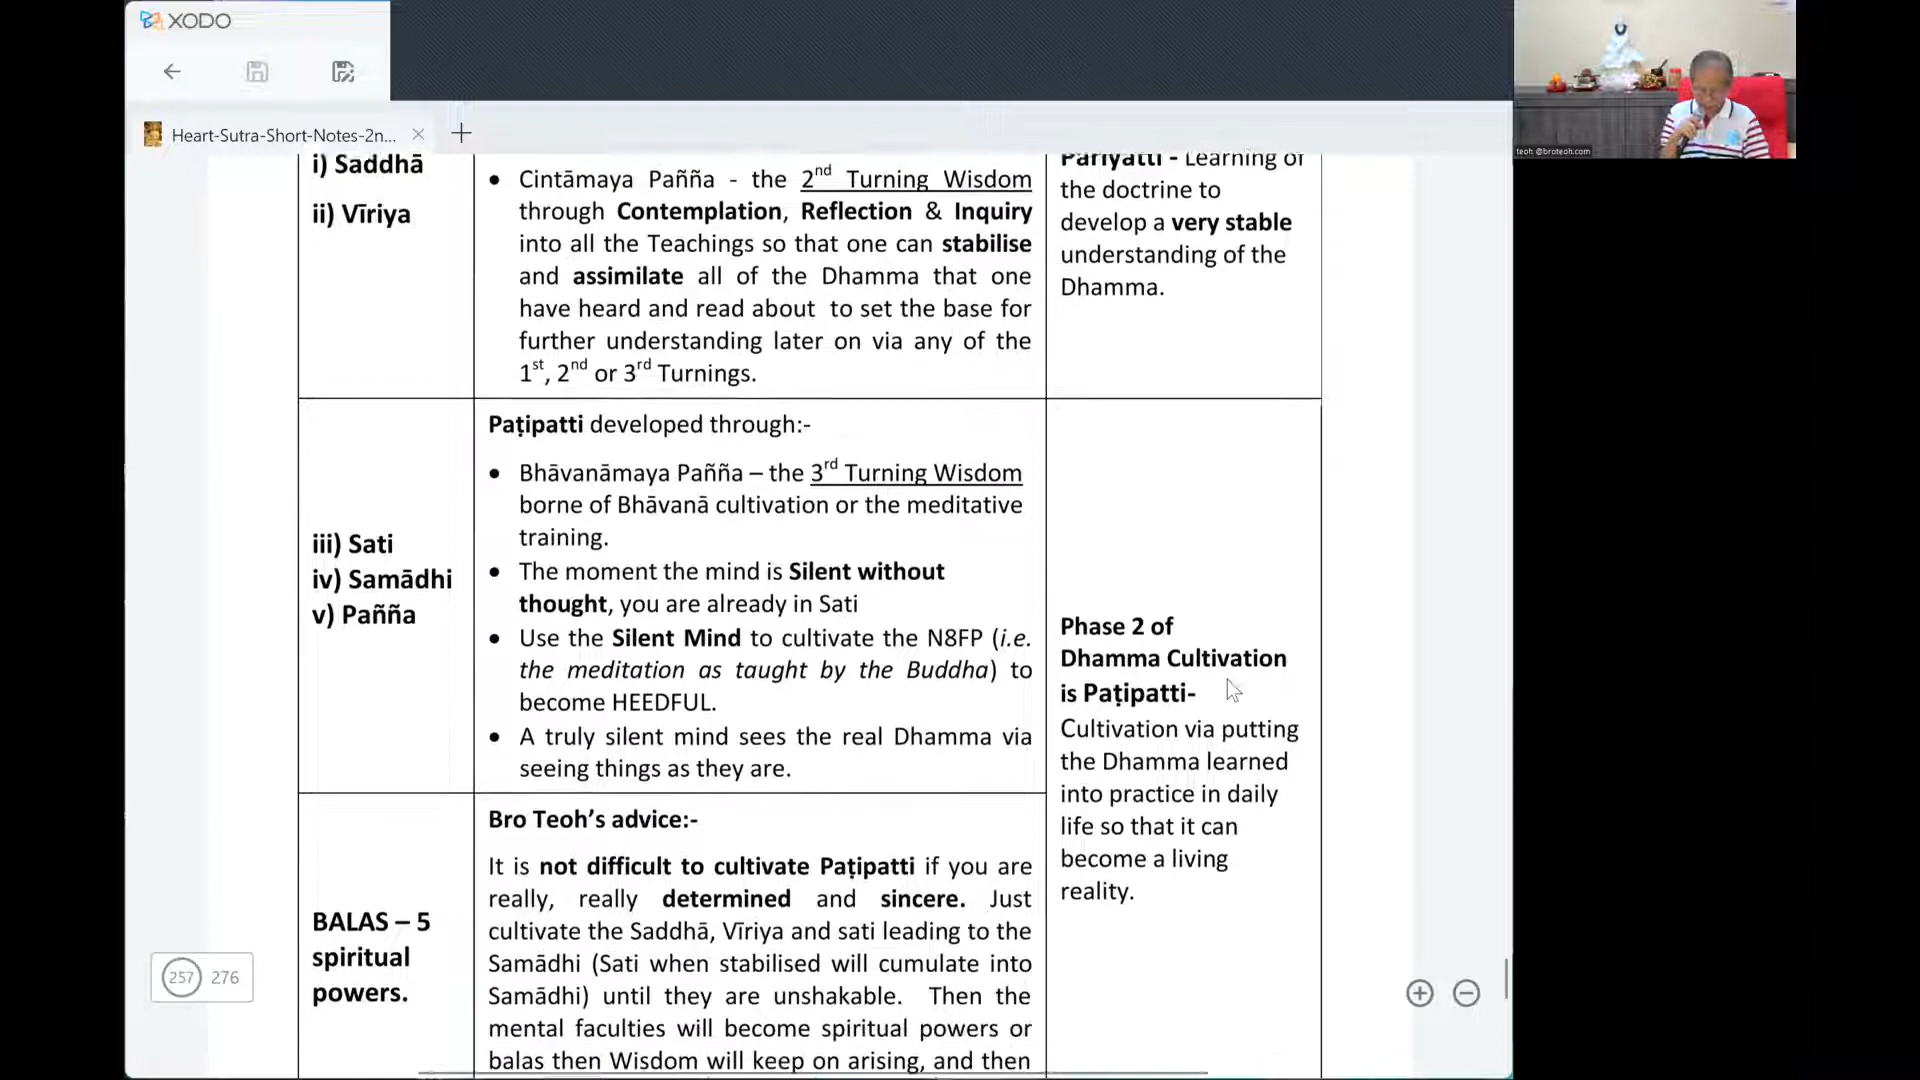 XODO
Heart-Sutra-Short-Notes-2n...
teoh @broteoh.com
i) Saddhā
ii) Vīriya
• Cintāmaya Pañña - the 2nd Turning Wisdom
through Contemplation, Reflection & Inquiry
into all the Teachings so that one can stabilise
and assimilate all of the Dhamma that one
have heard and read about to set the base for
further understanding later on via any of the
1st, 2nd or 3rd Turnings.
Pariyatti - Learning of
the doctrine to
develop a very stable
understanding of the
Dhamma.
iii) Sati
iv) Samādhi
v) Pañña
Paṭipatti developed through:-
• Bhāvanāmaya Pañña – the 3rd Turning Wisdom
borne of Bhāvanā cultivation or the meditative
training.
• The moment the mind is Silent without
thought, you are already in Sati
• Use the Silent Mind to cultivate the N8FP (i.e.
the meditation as taught by the Buddha) to
become HEEDFUL.
• A truly silent mind sees the real Dhamma via
seeing things as they are.
Phase 2 of
Dhamma Cultivation
is Paṭipatti-
Cultivation via putting
the Dhamma learned
into practice in daily
life so that it can
become a living
reality.
BALAS – 5
spiritual
powers.
Bro Teoh's advice:-
It is not difficult to cultivate Paṭipatti if you are
really, really determined and sincere. Just
cultivate the Saddhā, Vīriya and sati leading to the
Samādhi (Sati when stabilised will cumulate into
Samādhi) until they are unshakable. Then the
mental faculties will become spiritual powers or
balas then Wisdom will keep on arising, and then
257 276